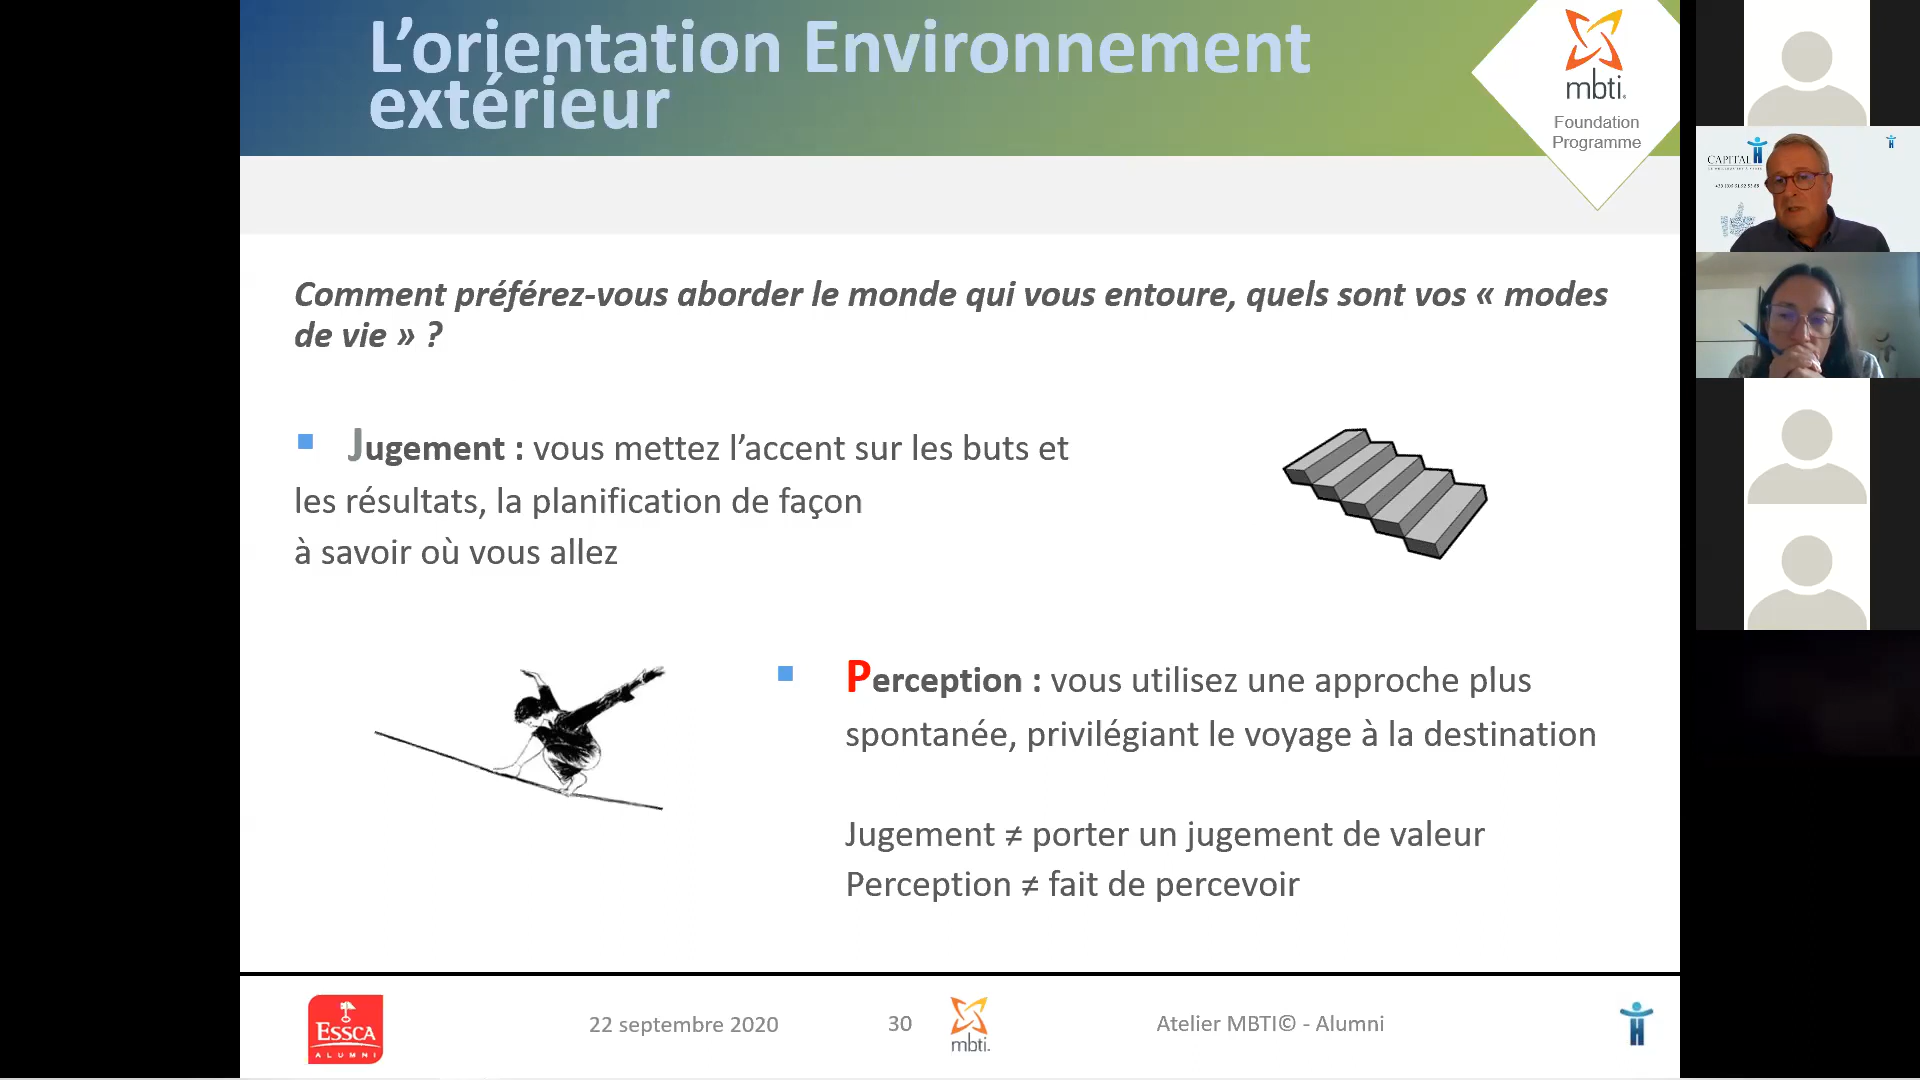 L’orientation Environnement
extérieur
mbti®
Foundation
Programme
Comment préférez-vous aborder le monde qui vous entoure, quels sont vos « modes
de vie » ?
Jugement : vous mettez l’accent sur les buts et
les résultats, la planification de façon
à savoir où vous allez
Perception : vous utilisez une approche plus
spontanée, privilégiant le voyage à la destination
Jugement ≠ porter un jugement de valeur
Perception ≠ fait de percevoir
ESSCA
ALUMNI
22 septembre 2020
30
mbti.
Atelier MBTI© - Alumni
CAPITAL H